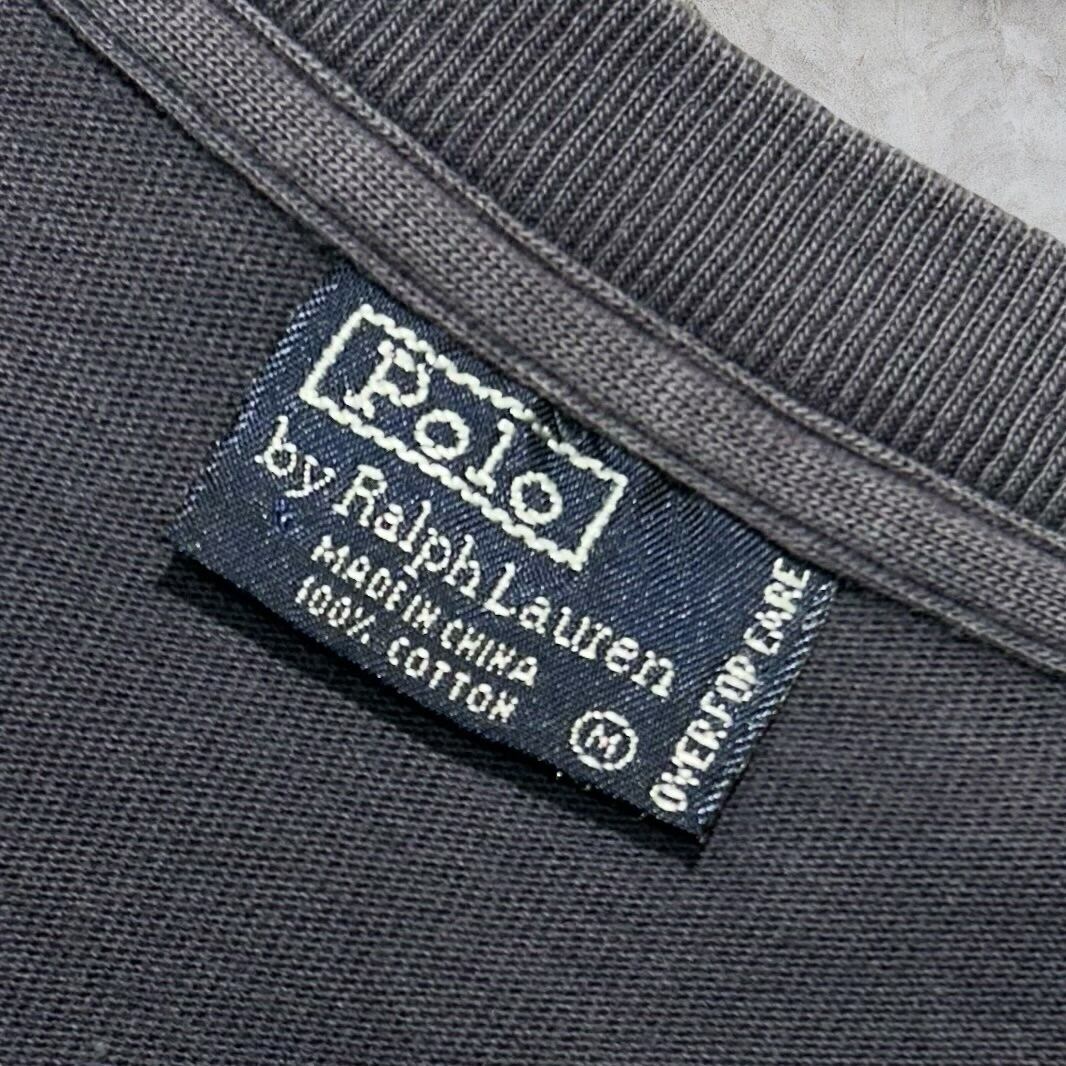 Polo
by Ralph Lauren
MADE IN CHINA
100% COTTON
M
OVER FOR CARE